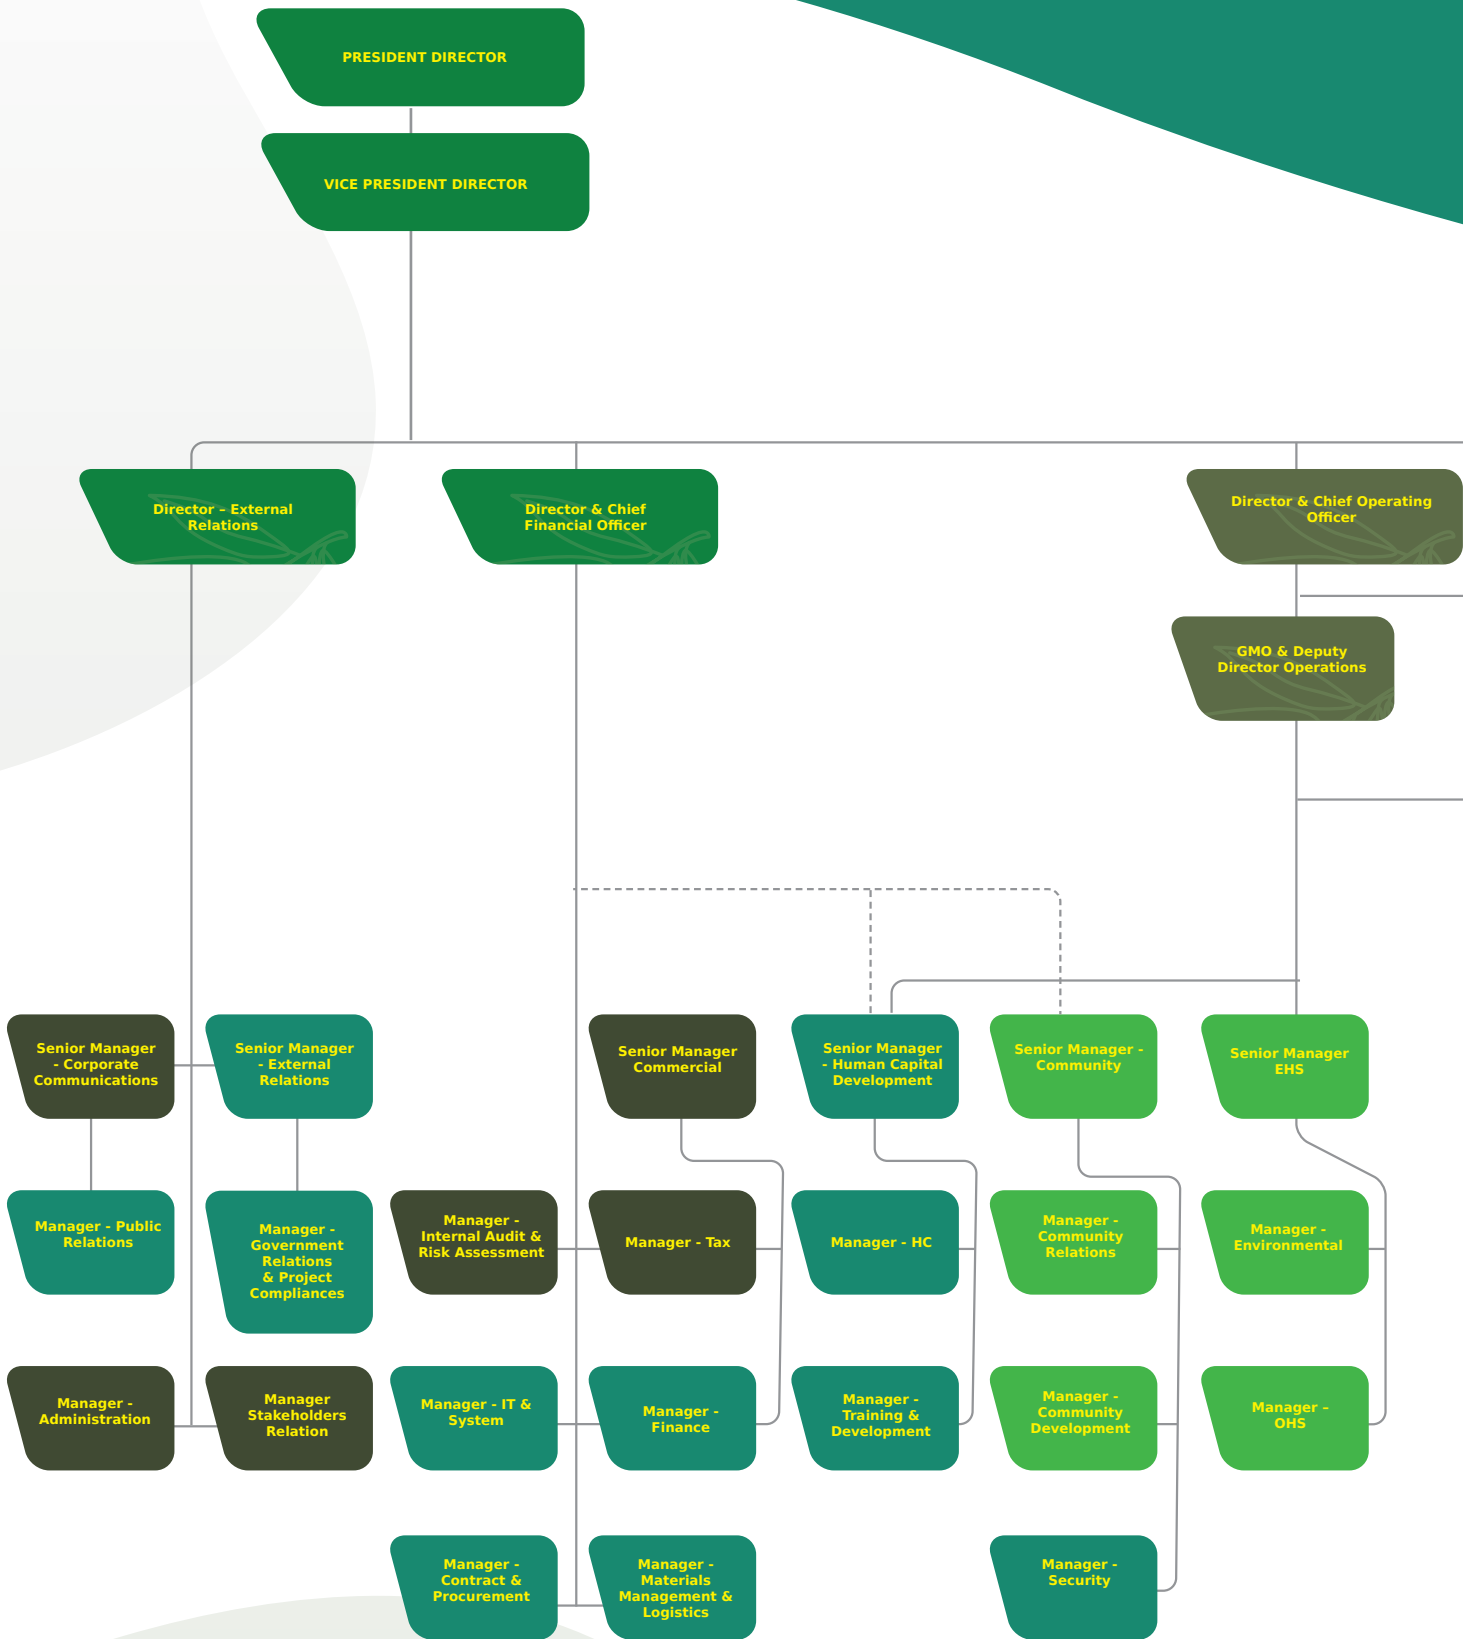 PRESIDENT DIRECTOR
VICE PRESIDENT DIRECTOR
Director – External
Relations
Director & Chief
Financial Officer
Director & Chief Operating
Officer
GMO & Deputy
Director Operations
Senior Manager
- Corporate
Communications
Senior Manager
- External
Relations
Senior Manager
Commercial
Senior Manager
- Human Capital
Development
Senior Manager -
Community
Senior Manager
EHS
Manager - Public
Relations
Manager -
Government
Relations
& Project
Compliances
Manager -
Internal Audit &
Risk Assessment
Manager - Tax
Manager - HC
Manager -
Community
Relations
Manager -
Environmental
Manager -
Administration
Manager
Stakeholders
Relation
Manager - IT &
System
Manager -
Finance
Manager -
Training &
Development
Manager -
Community
Development
Manager –
OHS
Manager -
Contract &
Procurement
Manager -
Materials
Management &
Logistics
Manager -
Security